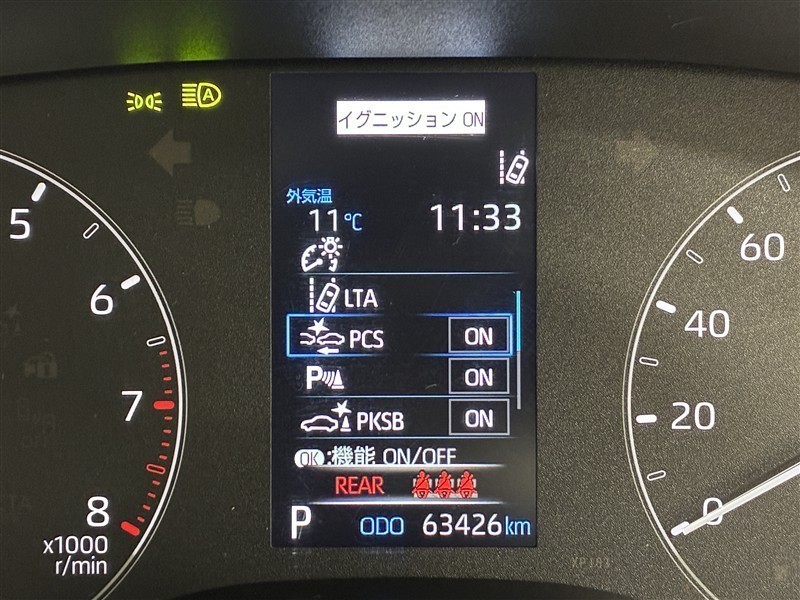 イグニッション ON
外気温
11℃ 11:33
LTA
PCS ON
P ON
PKSB ON
OK :機能 ON/OFF
REAR
P ODO 63426km
A
5
6
7
8
x1000
r/min
60
40
20
0
XPJ83